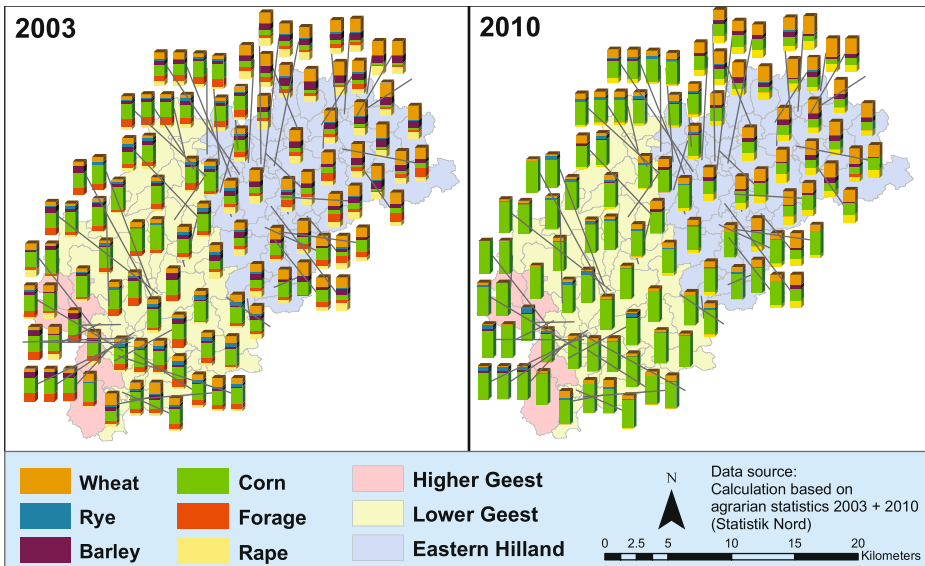 2003
2010
Wheat
Rye
Barley
Corn
Forage
Rape
Higher Geest
Lower Geest
Eastern Hilland
N
Data source:
Calculation based on
agrarian statistics 2003 + 2010
(Statistik Nord)
0 2.5 5 10 15 20
Kilometers